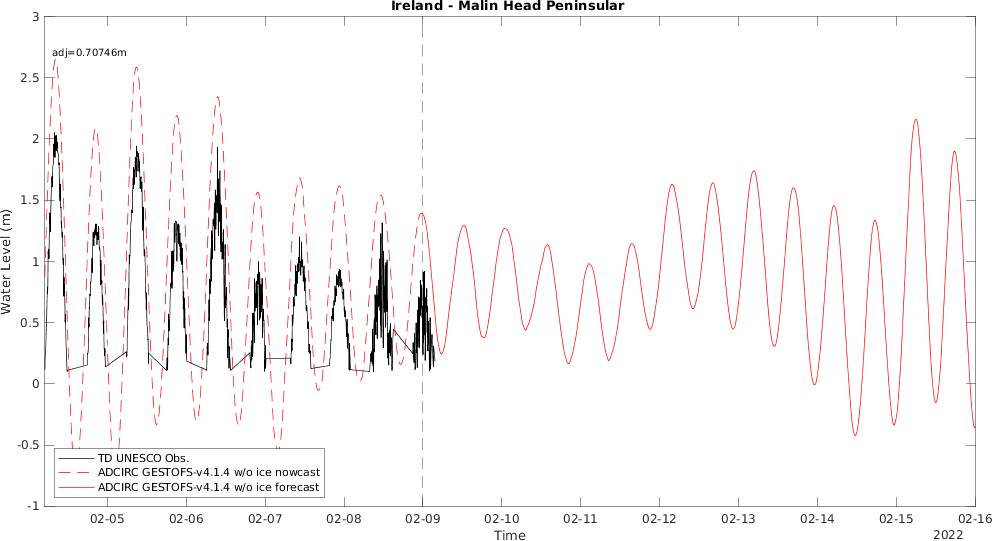 Ireland - Malin Head Peninsular
adj=0.70746m
3
2.5
2
1.5
1
0.5
0
-0.5
-1
Water Level (m)
TD UNESCO Obs.
ADCIRC GESTOFS-v4.1.4 w/o ice nowcast
ADCIRC GESTOFS-v4.1.4 w/o ice forecast
02-05 02-06 02-07 02-08 02-09 02-10 02-11 02-12 02-13 02-14 02-15 02-16
Time
2022